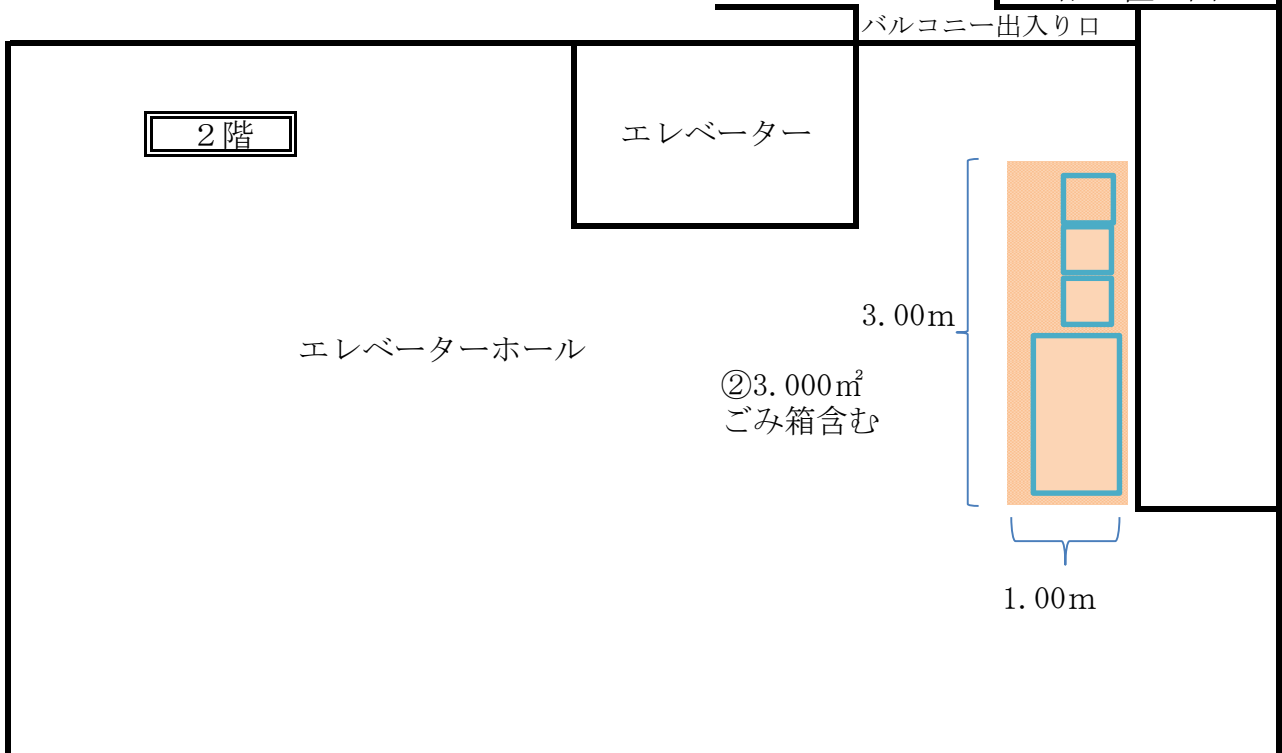 バルコニー出入り口
２階
エレベーター
3.00m
エレベーターホール
②3.000㎡
ごみ箱含む
1.00m